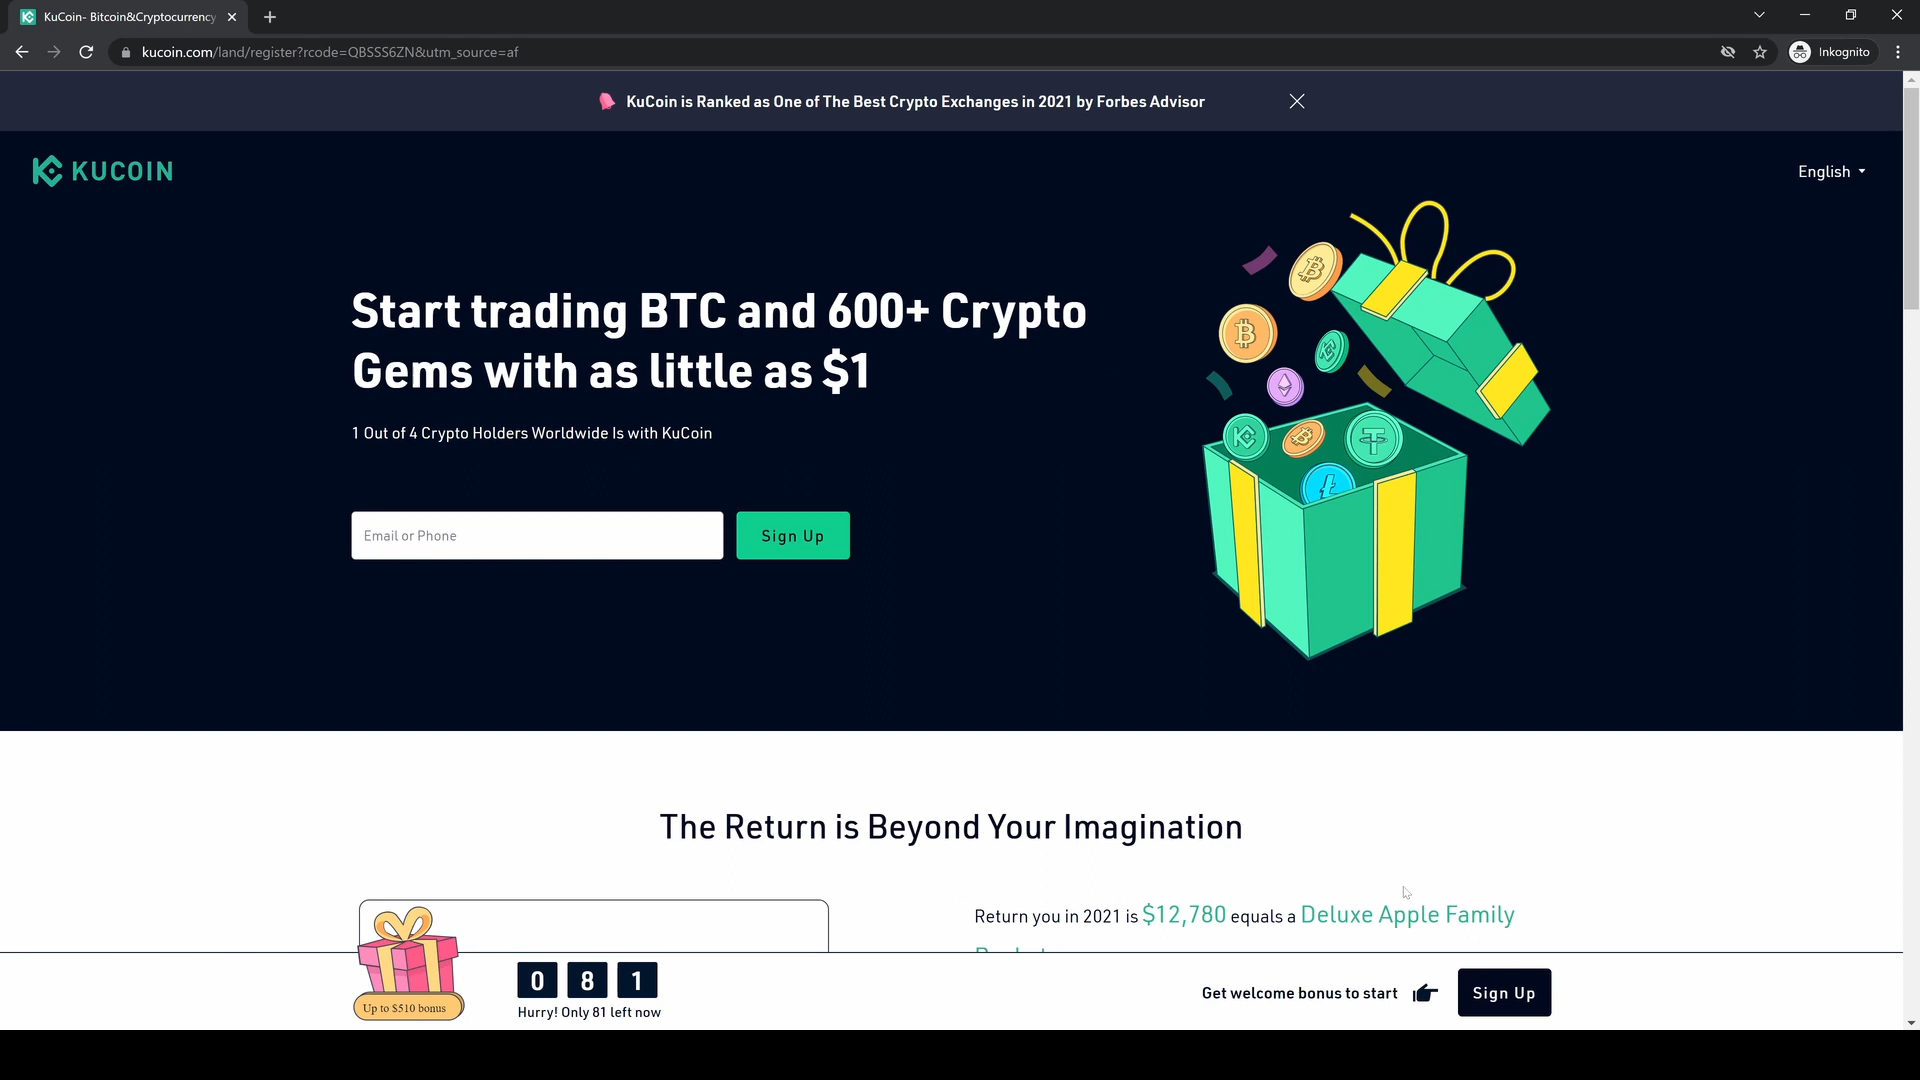 KuCoin- Bitcoin&Cryptocurrency
kucoin.com/land/register?rcode=QBSSS6ZN&utm_source=af
Inkognito
KuCoin is Ranked as One of The Best Crypto Exchanges in 2021 by Forbes Advisor
KUCOIN
English
Start trading BTC and 600+ Crypto
Gems with as little as $1
1 Out of 4 Crypto Holders Worldwide Is with KuCoin
Email or Phone
Sign Up
The Return is Beyond Your Imagination
Return you in 2021 is $12,780 equals a Deluxe Apple Family
Up to $510 bonus
0 8 1
Hurry! Only 81 left now
Get welcome bonus to start
Sign Up